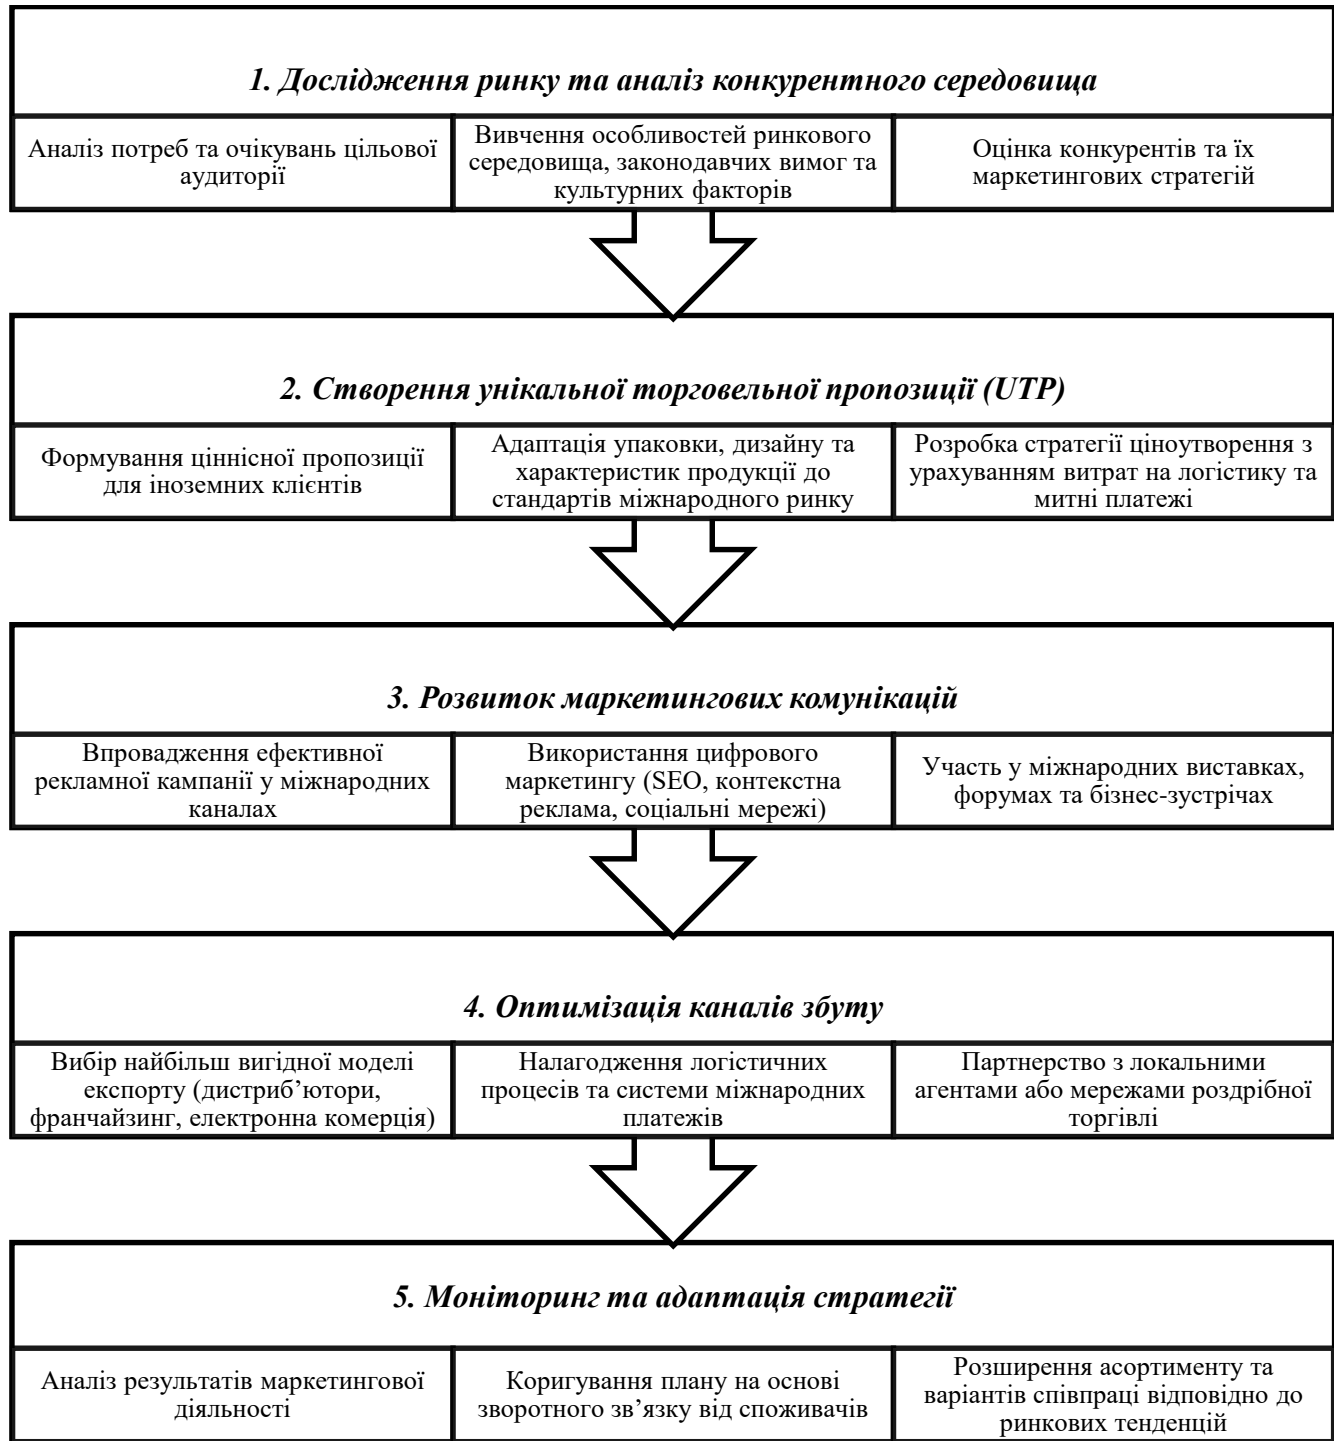 1. Дослідження ринку та аналіз конкурентного середовища
Аналіз потреб та очікувань цільової
аудиторії
Вивчення особливостей ринкового
середовища, законодавчих вимог та
культурних факторів
Оцінка конкурентів та їх
маркетингових стратегій
2. Створення унікальної торговельної пропозиції (UTP)
Формування ціннісної пропозиції
для іноземних клієнтів
Адаптація упаковки, дизайну та
характеристик продукції до
стандартів міжнародного ринку
Розробка стратегії ціноутворення з
урахуванням витрат на логістику та
митні платежі
3. Розвиток маркетингових комунікацій
Впровадження ефективної
рекламної кампанії у міжнародних
каналах
Використання цифрового
маркетингу (SEO, контекстна
реклама, соціальні мережі)
Участь у міжнародних виставках,
форумах та бізнес-зустрічах
4. Оптимізація каналів збуту
Вибір найбільш вигідної моделі
експорту (дистриб’ютори,
франчайзинг, електронна комерція)
Налагодження логістичних
процесів та системи міжнародних
платежів
Партнерство з локальними
агентами або мережами роздрібної
торгівлі
5. Моніторинг та адаптація стратегії
Аналіз результатів маркетингової
діяльності
Коригування плану на основі
зворотного зв’язку від споживачів
Розширення асортименту та
варіантів співпраці відповідно до
ринкових тенденцій